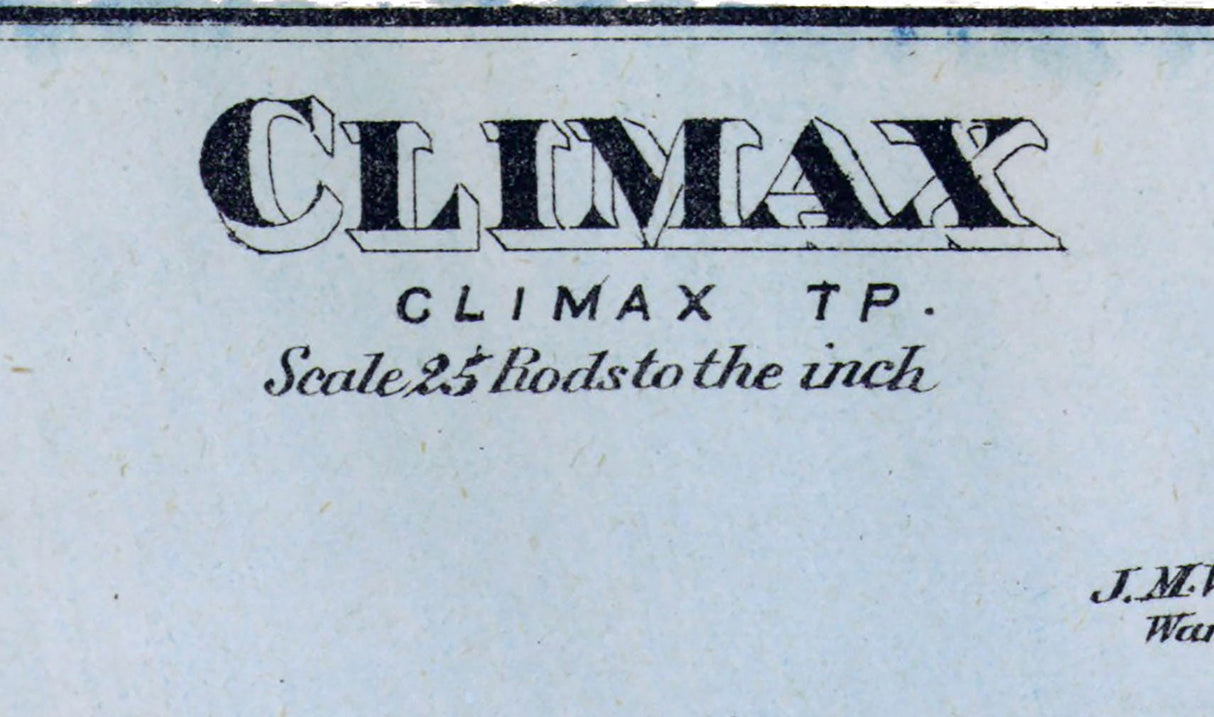 CLIMAX
CLIMAX TP.
Scale 25 Rods to the inch
J. M.